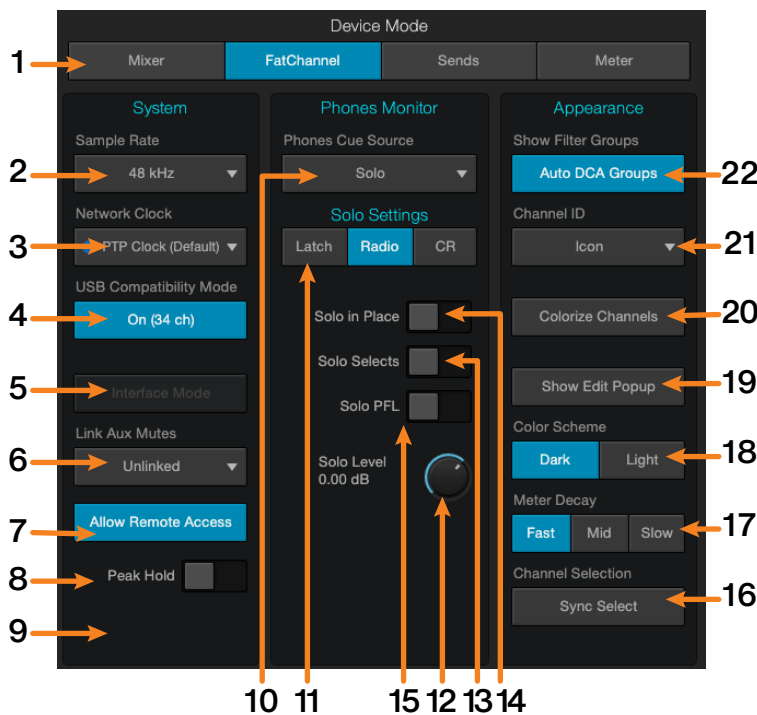 Device Mode
1
Mixer
FatChannel
Sends
Meter
System
Sample Rate
2
48 kHz
Network Clock
3
PTP Clock (Default)
USB Compatibility Mode
4
On (34 ch)
5
Interface Mode
Link Aux Mutes
6
Unlinked
7
Allow Remote Access
8
Peak Hold
9
Phones Monitor
Phones Cue Source
Solo
Solo Settings
Latch
Radio
CR
Solo in Place
Solo Selects
Solo PFL
Solo Level
0.00 dB
Appearance
Show Filter Groups
Auto DCA Groups
22
Channel ID
Icon
21
Colorize Channels
20
Show Edit Popup
19
Color Scheme
Dark
Light
18
Meter Decay
Fast
Mid
Slow
17
Channel Selection
Sync Select
16
10
11
15
12
13
14